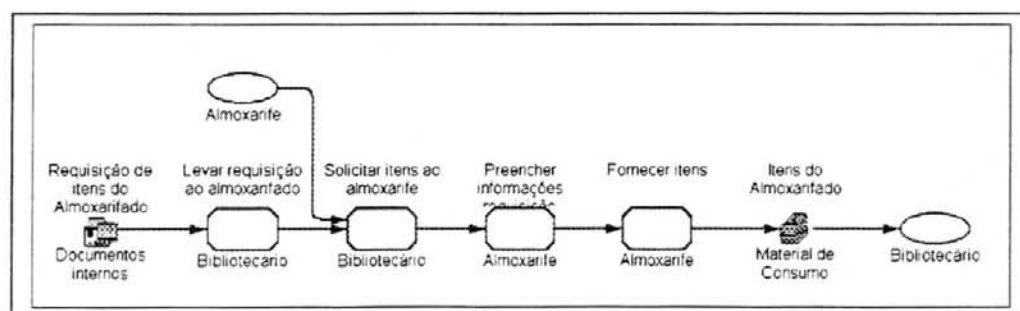 Almoxarife
Requisição de
itens do
Almoxarifado
Levar requisição
ao almoxarifado
Solicitar itens ao
almoxarife
Preencher
informações
requisição
Fornecer itens
Itens do
Almoxarifado
Documentos
internos
Bibliotecário
Bibliotecário
Almoxarife
Almoxarife
Material de
Consumo
Bibliotecário